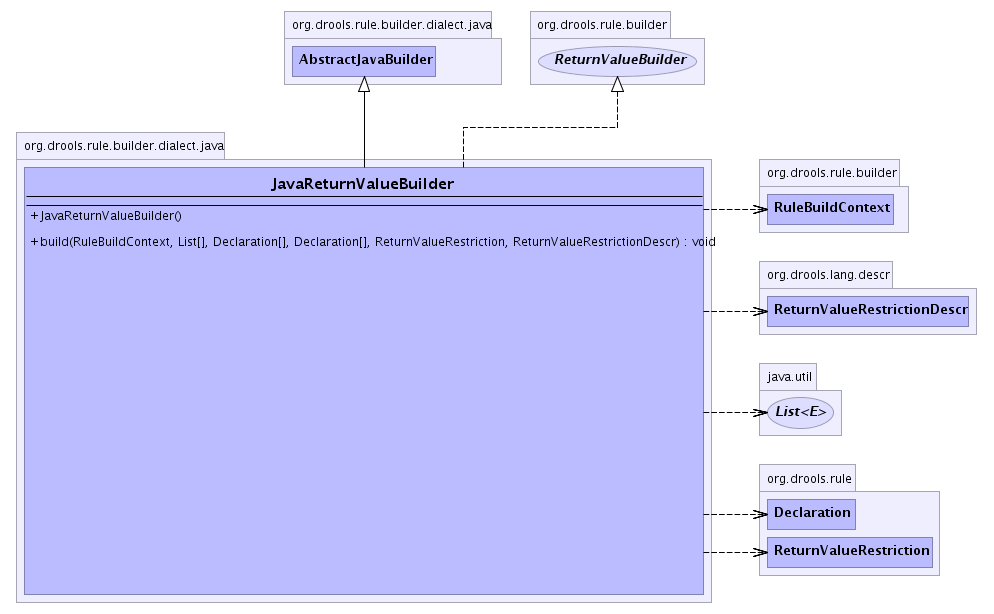 org.drools.rule.builder.dialect.java
AbstractJavaBuilder
org.drools.rule.builder
ReturnValueBuilder
org.drools.rule.builder.dialect.java
JavaReturnValueBuilder
+JavaReturnValueBuilder()
+build(RuleBuildContext, List[], Declaration[], Declaration[], ReturnValueRestriction, ReturnValueRestrictionDescr) : void
org.drools.rule.builder
RuleBuildContext
org.drools.lang.descr
ReturnValueRestrictionDescr
java.util
List<E>
org.drools.rule
Declaration
ReturnValueRestriction